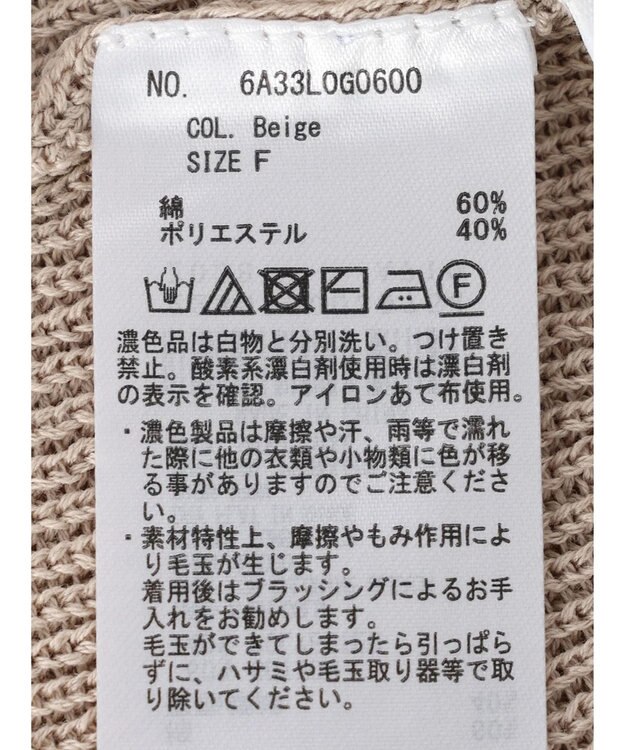 NO. 6A33L0G0600
COL. Beige
SIZE F
綿 60%
ポリエステル 40%
F
濃色品は白物と分別洗い。つけ置き
禁止。酸素系漂白剤使用時は漂白剤
の表示を確認。アイロンあて布使用。
・濃色製品は摩擦や汗、雨等で濡れ
た際に他の衣類や小物類に色が移
る事がありますのでご注意くださ
い。
・素材特性上、摩擦やもみ作用によ
り毛玉が生じます。
着用後はブラッシングによるお手
入れをお勧めします。
毛玉ができてしまったら引っぱら
ずに、ハサミや毛玉取り器等で取
り除いてください。